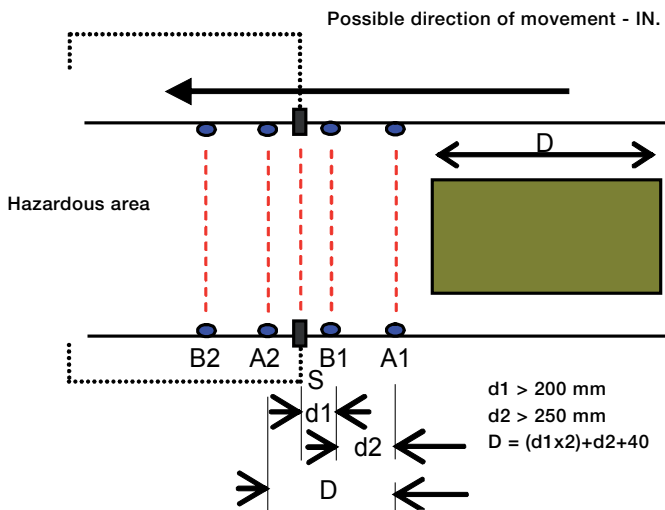 Possible direction of movement - IN.
D
Hazardous area
B2 A2 B1 A1
S
d1
d2
D
d1 > 200 mm
d2 > 250 mm
D = (d1x2)+d2+40